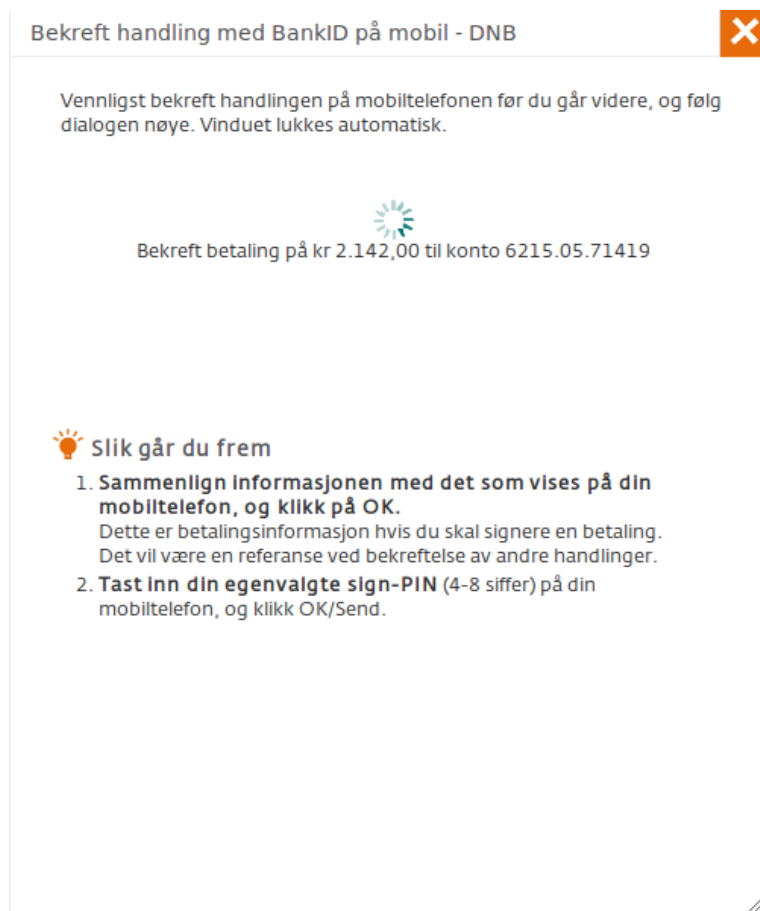 Bekreft handling med BankID på mobil - DNB
Vennligst bekreft handlingen på mobiltelefonen før du går videre, og følg
dialogen nøye. Vinduet lukkes automatisk.
Bekreft betaling på kr 2.142,00 til konto 6215.05.71419
Slik går du frem
1. Sammenlign informasjonen med det som vises på din
mobiltelefon, og klikk på OK.
Dette er betalingsinformasjon hvis du skal signere en betaling.
Det vil være en referanse ved bekreftelse av andre handlinger.
2. Tast inn din egenvalgte sign-PIN (4-8 siffer) på din
mobiltelefon, og klikk OK/Send.